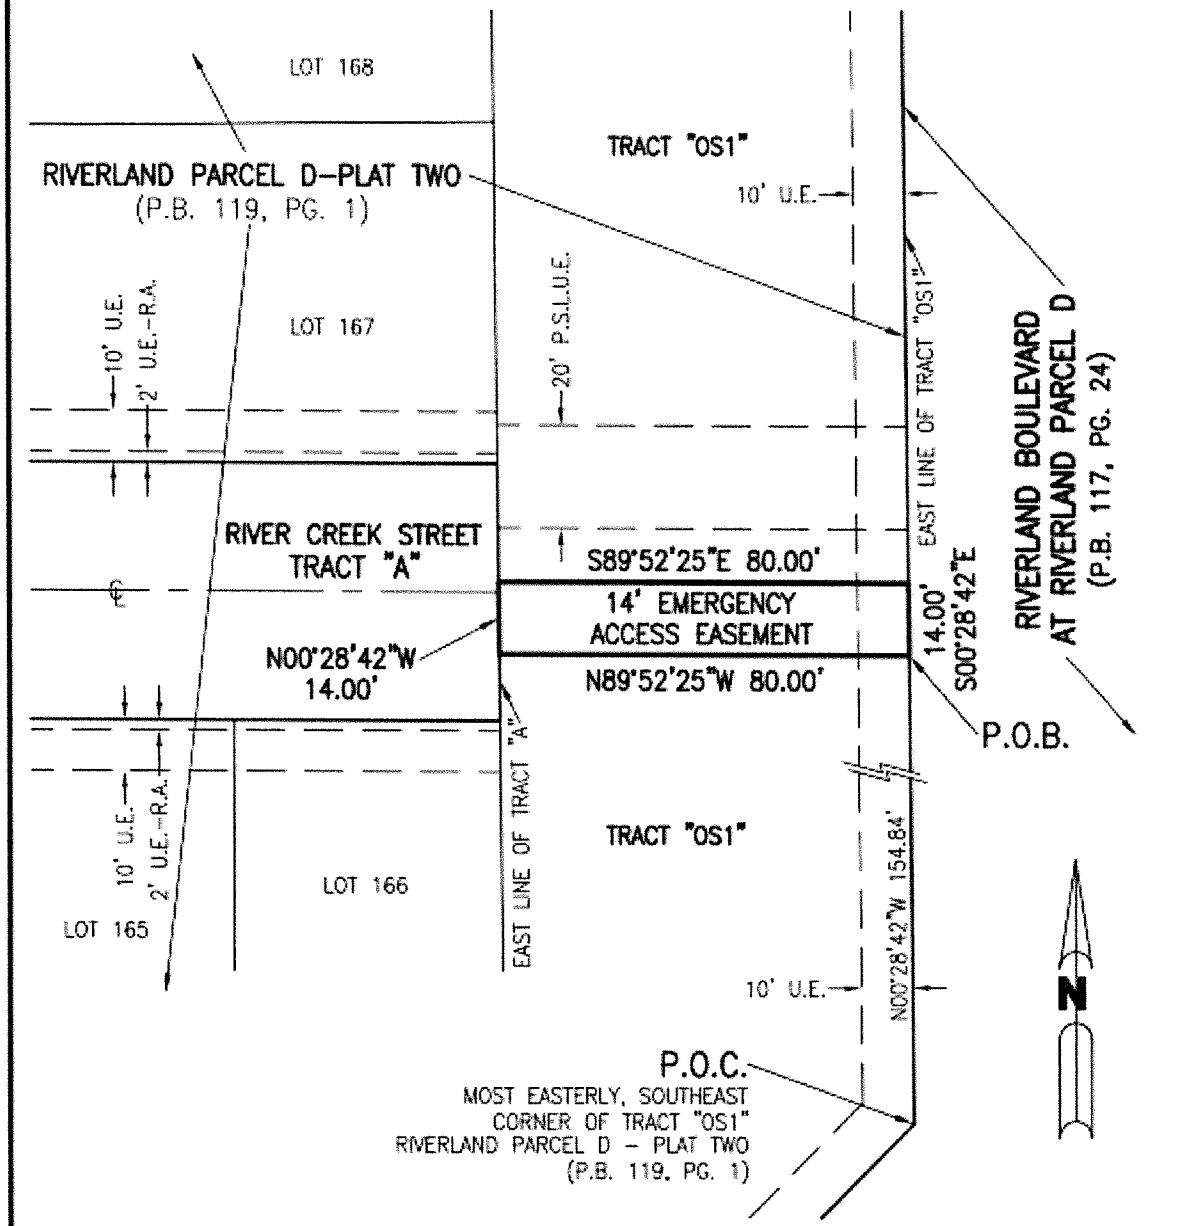 LOT 168
TRACT "OS1"
RIVERLAND PARCEL D-PLAT TWO
(P.B. 119, PG. 1)
10' U.E.
10' U.E.
2' U.E.-R.A.
LOT 167
20' P.S.L.U.E.
EAST LINE OF TRACT "OS1"
RIVERLAND BOULEVARD
AT RIVERLAND PARCEL D
(P.B. 117, PG. 24)
RIVER CREEK STREET
TRACT "A"
S89°52'25"E 80.00'
℄
14' EMERGENCY
ACCESS EASEMENT
14.00'
S00°28'42"E
N00°28'42"W
14.00'
N89°52'25"W 80.00'
P.O.B.
10' U.E.
2' U.E.-R.A.
EAST LINE OF TRACT "A"
TRACT "OS1"
N00°28'42"W 154.84'
LOT 166
LOT 165
10' U.E.
N
P.O.C.
MOST EASTERLY, SOUTHEAST
CORNER OF TRACT "OS1"
RIVERLAND PARCEL D - PLAT TWO
(P.B. 119, PG. 1)